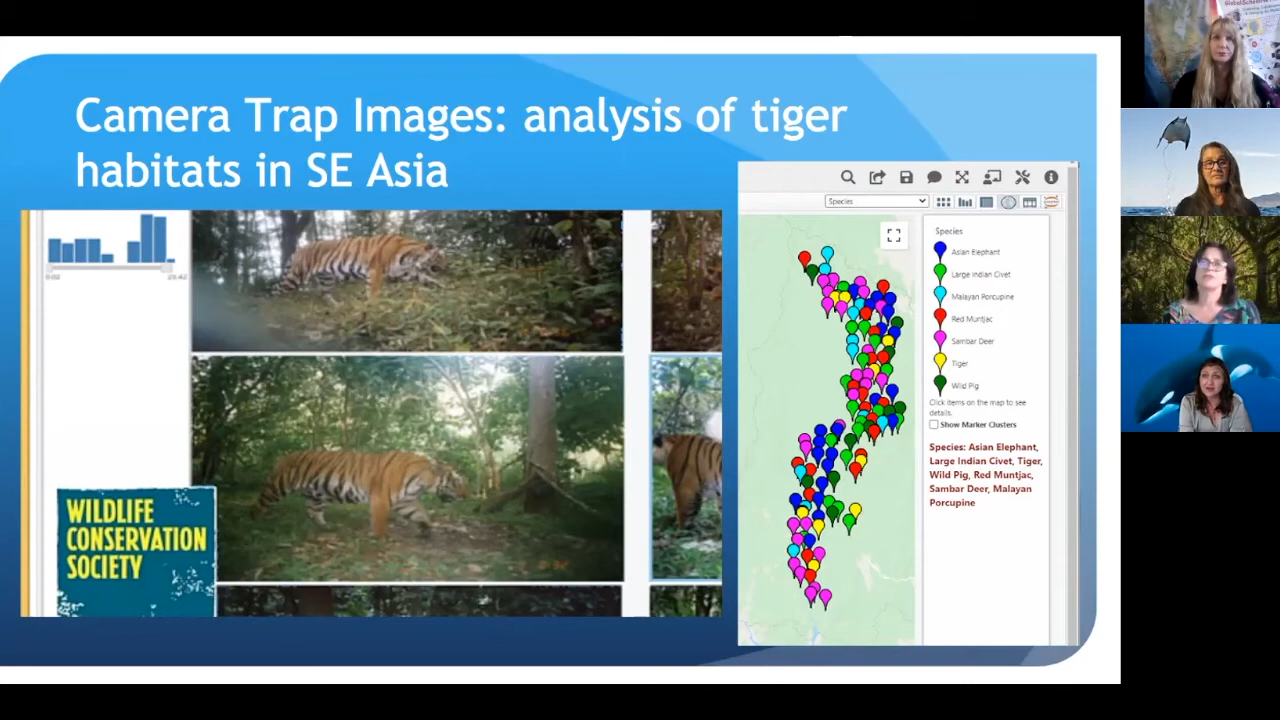 Camera Trap Images: analysis of tiger
habitats in SE Asia
WILDLIFE
CONSERVATION
SOCIETY
Species
Species
Asian Elephant
Large Indian Civet
Malayan Porcupine
Red Muntjac
Sambar Deer
Tiger
Wild Pig
Click items on the map to see
details.
Show Marker Clusters
Species: Asian Elephant,
Large Indian Civet, Tiger,
Wild Pig, Red Muntjac,
Sambar Deer, Malayan
Porcupine